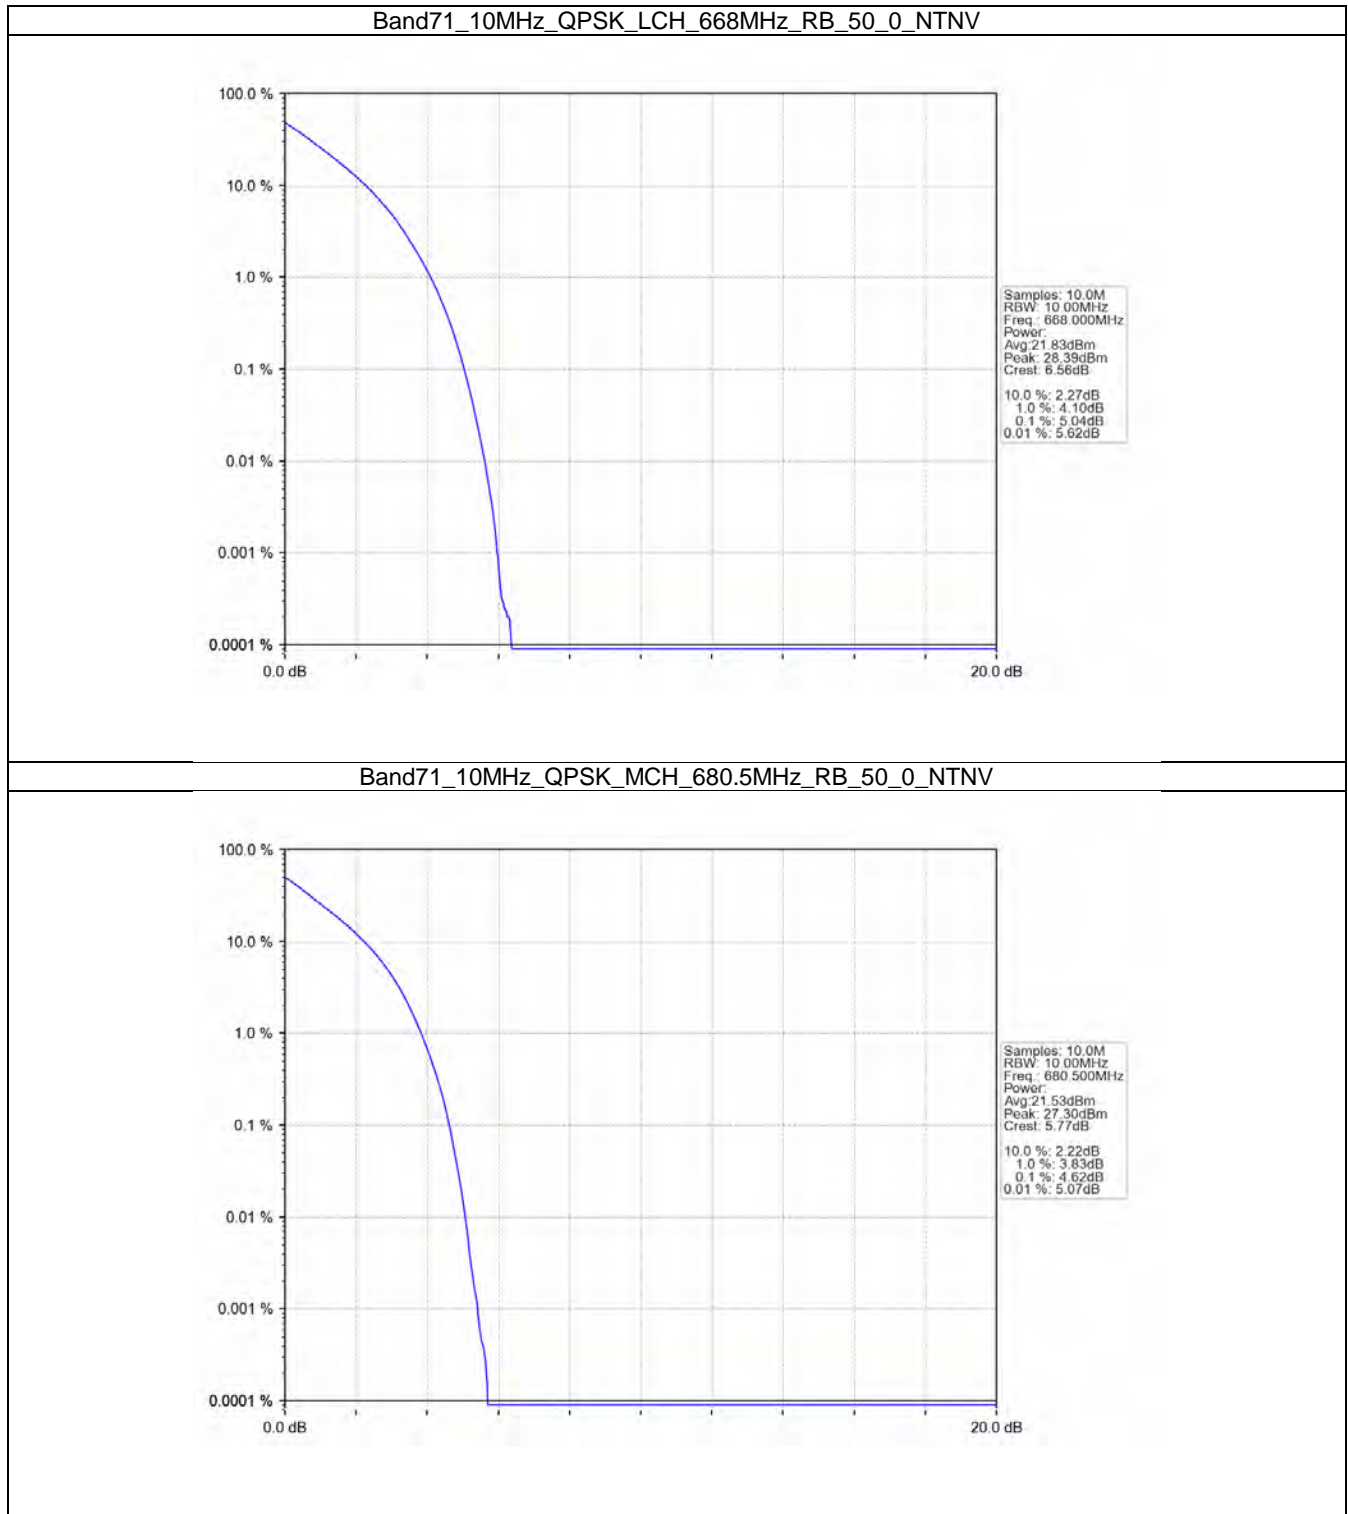 Band71_10MHz_QPSK_LCH_668MHz_RB_50_0_NTNV
100.0 %
10.0 %
1.0 %
0.1 %
0.01 %
0.001 %
0.0001 %
0.0 dB
20.0 dB
Samples: 10.0M
RBW: 10.00MHz
Freq.: 668.000MHz
Power:
Avg:21.83dBm
Peak: 28.39dBm
Crest: 6.56dB
10.0 %: 2.27dB
1.0 %: 4.10dB
0.1 %: 5.04dB
0.01 %: 5.62dB
Band71_10MHz_QPSK_MCH_680.5MHz_RB_50_0_NTNV
100.0 %
10.0 %
1.0 %
0.1 %
0.01 %
0.001 %
0.0001 %
0.0 dB
20.0 dB
Samples: 10.0M
RBW: 10.00MHz
Freq.: 680.500MHz
Power:
Avg:21.53dBm
Peak: 27.30dBm
Crest: 5.77dB
10.0 %: 2.22dB
1.0 %: 3.83dB
0.1 %: 4.62dB
0.01 %: 5.07dB